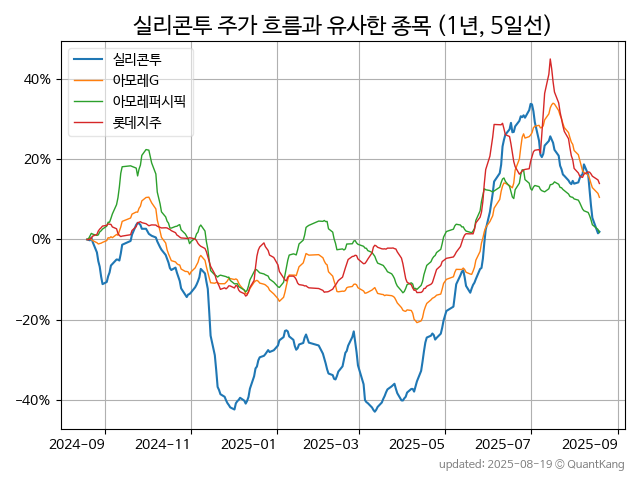 실리콘투 주가 흐름과 유사한 종목 (1년, 5일선)
실리콘투
아모레G
아모레퍼시픽
롯데지주
40%
20%
0%
−20%
−40%
2024-09 2024-11 2025-01 2025-03 2025-05 2025-07 2025-09
updated: 2025-08-19 © QuantKang